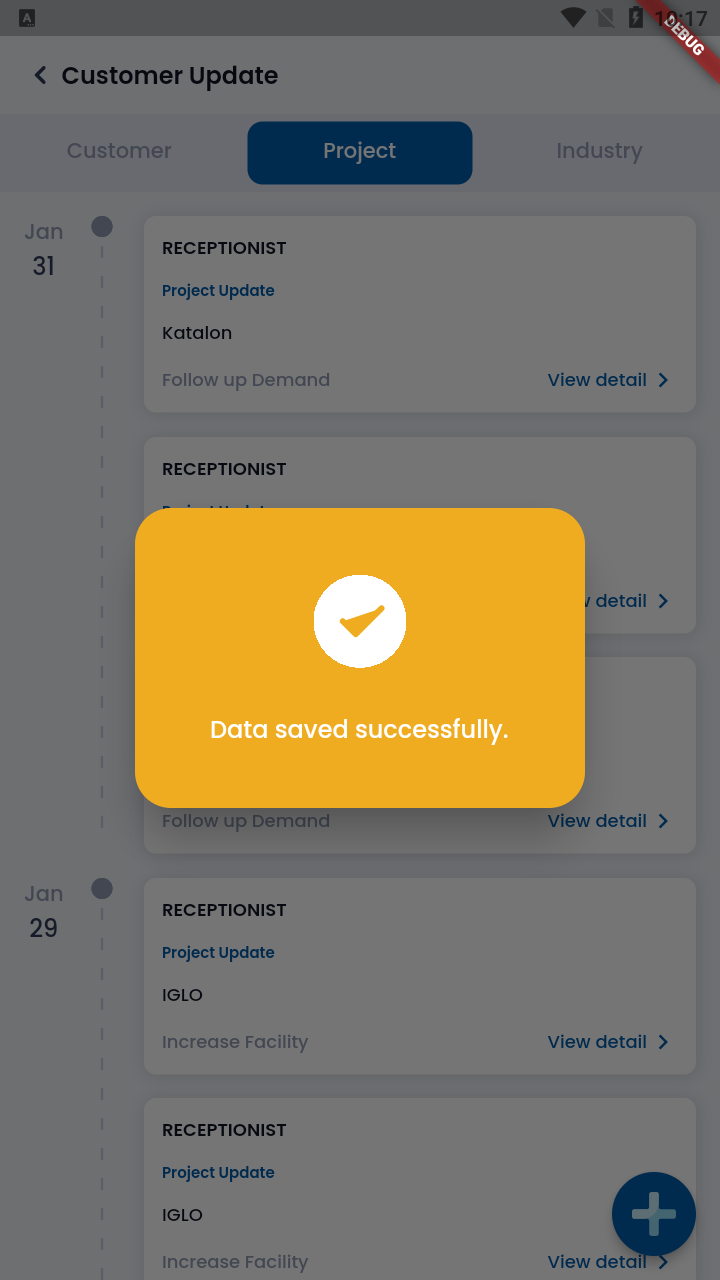 10:17
DEBUG
Customer Update
Customer
Project
Industry
Jan
31
RECEPTIONIST
Project Update
Katalon
Follow up Demand
View detail
RECEPTIONIST
Project Update
detail
Data saved successfully.
Follow up Demand
View detail
Jan
29
RECEPTIONIST
Project Update
IGLO
Increase Facility
View detail
RECEPTIONIST
Project Update
IGLO
Increase Facility
View detail